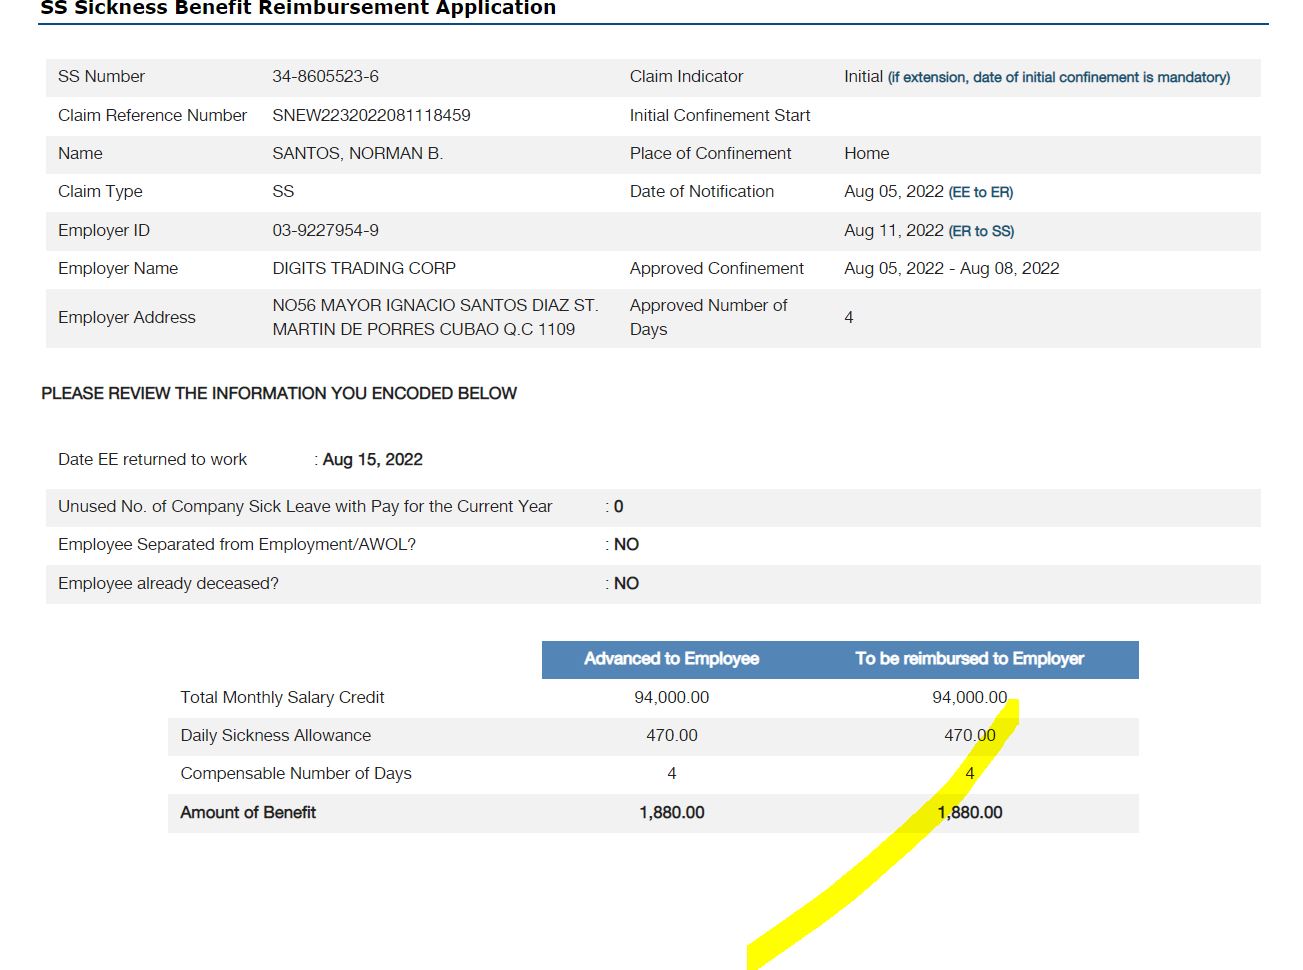 SS Sickness Benefit Reimbursement Application
SS Number 34-8605523-6 Claim Indicator Initial (if extension, date of initial confinement is mandatory)
Claim Reference Number SNEW2232022081118459 Initial Confinement Start
Name SANTOS, NORMAN B. Place of Confinement Home
Claim Type SS Date of Notification Aug 05, 2022 (EE to ER)
Employer ID 03-9227954-9 Aug 11, 2022 (ER to SS)
Employer Name DIGITS TRADING CORP Approved Confinement Aug 05, 2022 - Aug 08, 2022
Employer Address NO56 MAYOR IGNACIO SANTOS DIAZ ST. MARTIN DE PORRES CUBAO Q.C 1109 Approved Number of Days 4
PLEASE REVIEW THE INFORMATION YOU ENCODED BELOW
Date EE returned to work : Aug 15, 2022
Unused No. of Company Sick Leave with Pay for the Current Year : 0
Employee Separated from Employment/AWOL? : NO
Employee already deceased? : NO
Advanced to Employee To be reimbursed to Employer
Total Monthly Salary Credit 94,000.00 94,000.00
Daily Sickness Allowance 470.00 470.00
Compensable Number of Days 4 4
Amount of Benefit 1,880.00 1,880.00